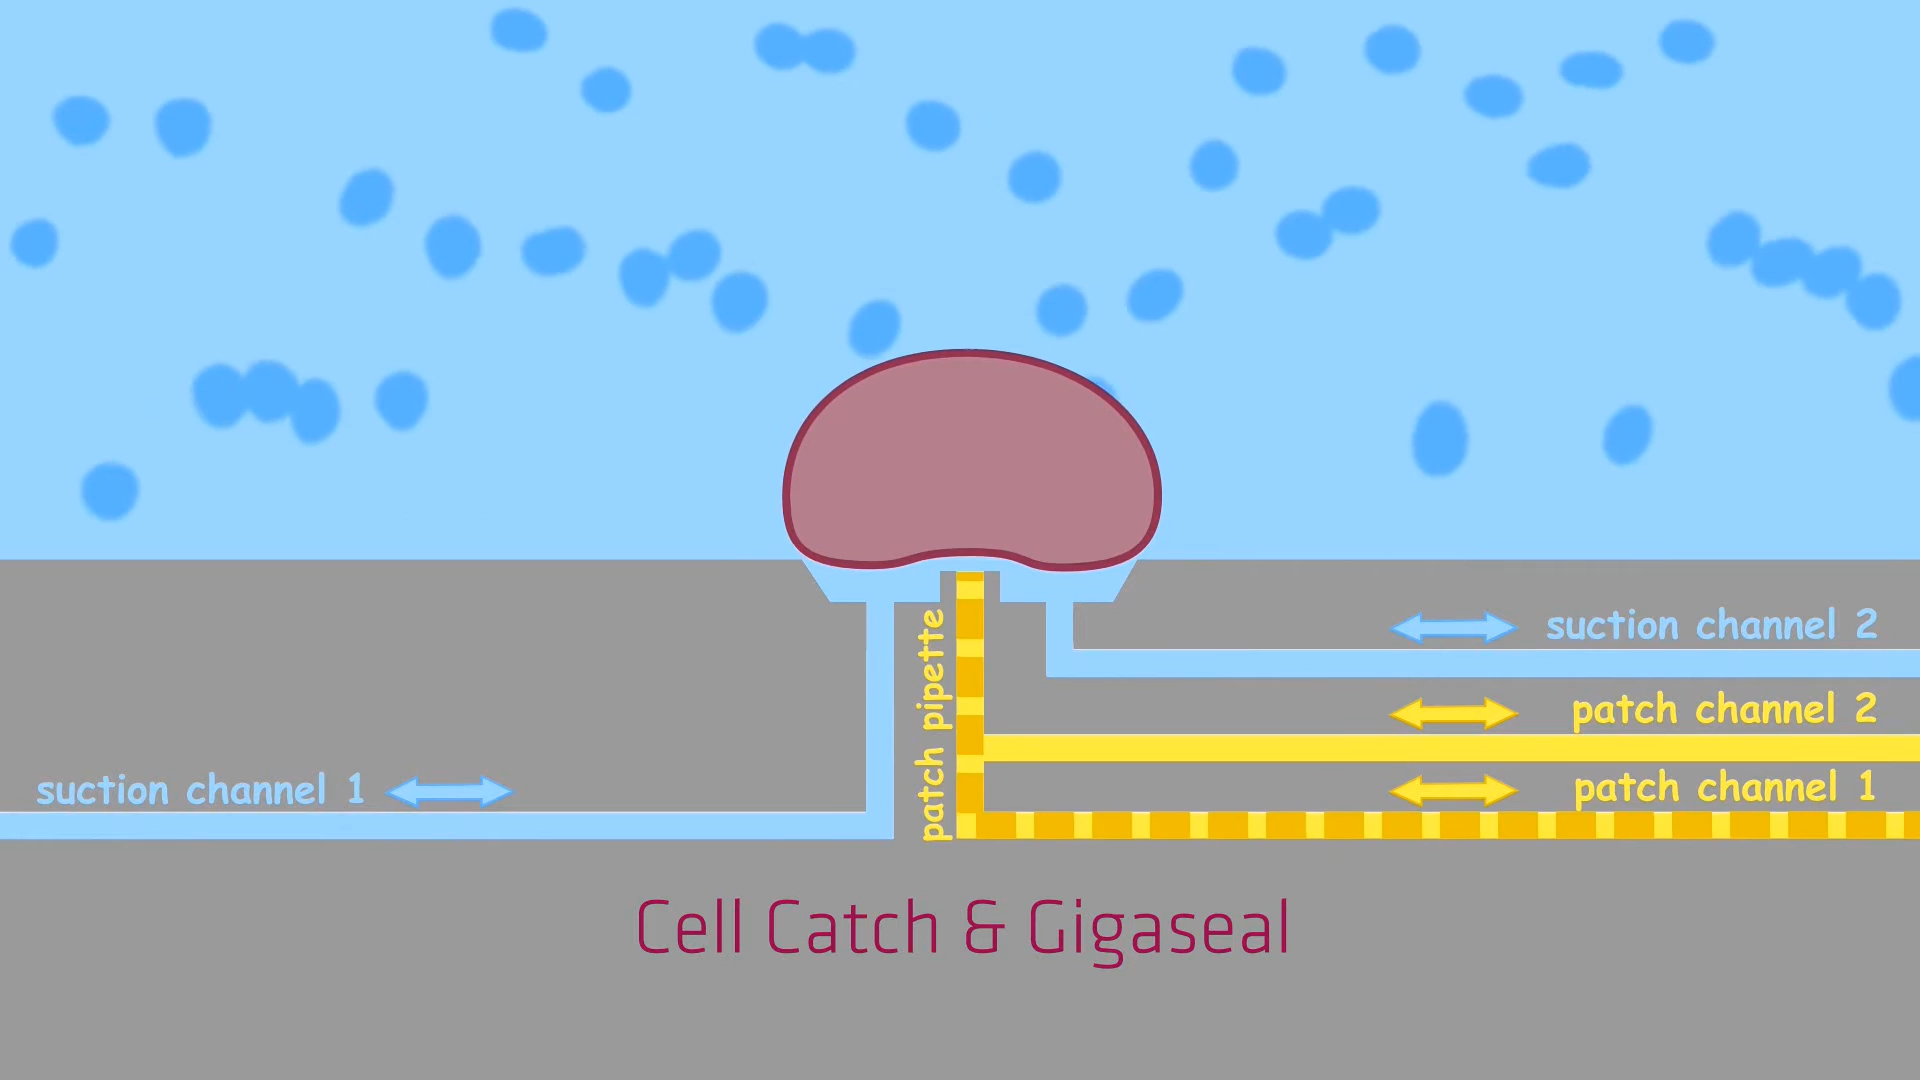 suction channel 2
patch channel 2
patch channel 1
patch pipette
suction channel 1
Cell Catch & Gigaseal